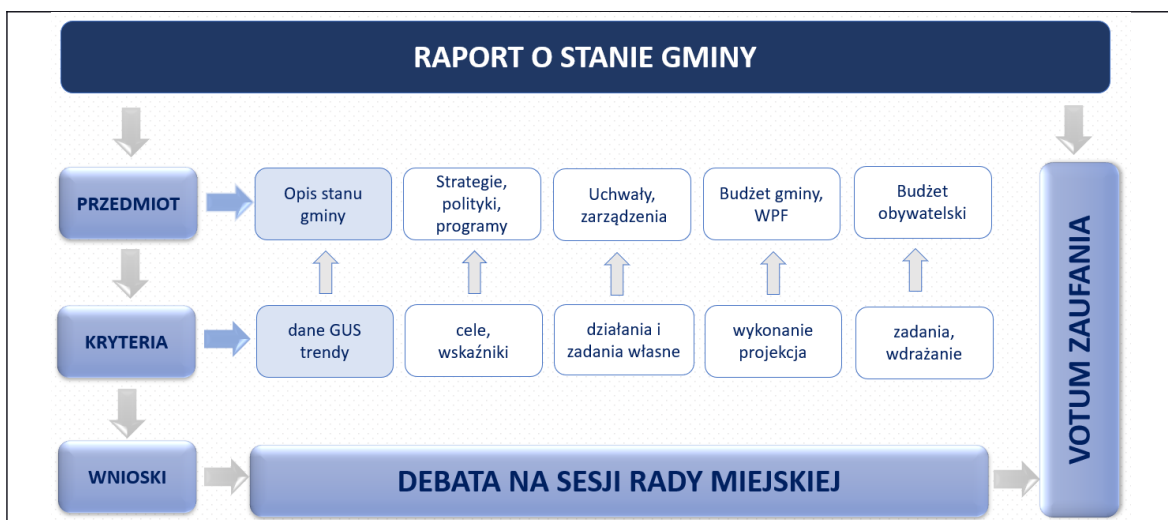 RAPORT O STANIE GMINY
PRZEDMIOT
Opis stanu
gminy
Strategie,
polityki,
programy
Uchwały,
zarządzenia
Budżet gminy,
WPF
Budżet
obywatelski
KRYTERIA
dane GUS
trendy
cele,
wskaźniki
działania i
zadania własne
wykonanie
projekcja
zadania,
wdrażanie
WNIOSKI
DEBATA NA SESJI RADY MIEJSKIEJ
VOTUM ZAUFANIA